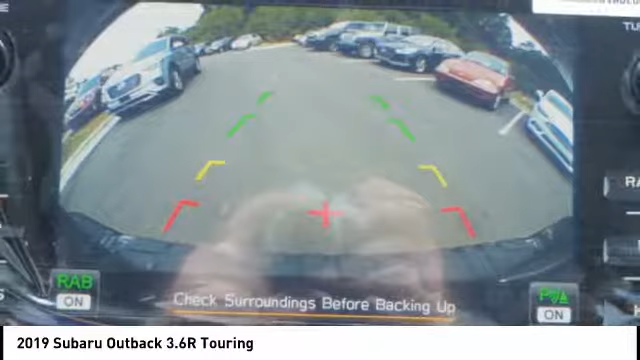 RAB
ON
Check Surroundings Before Backing Up
ON
2019 Subaru Outback 3.6R Touring